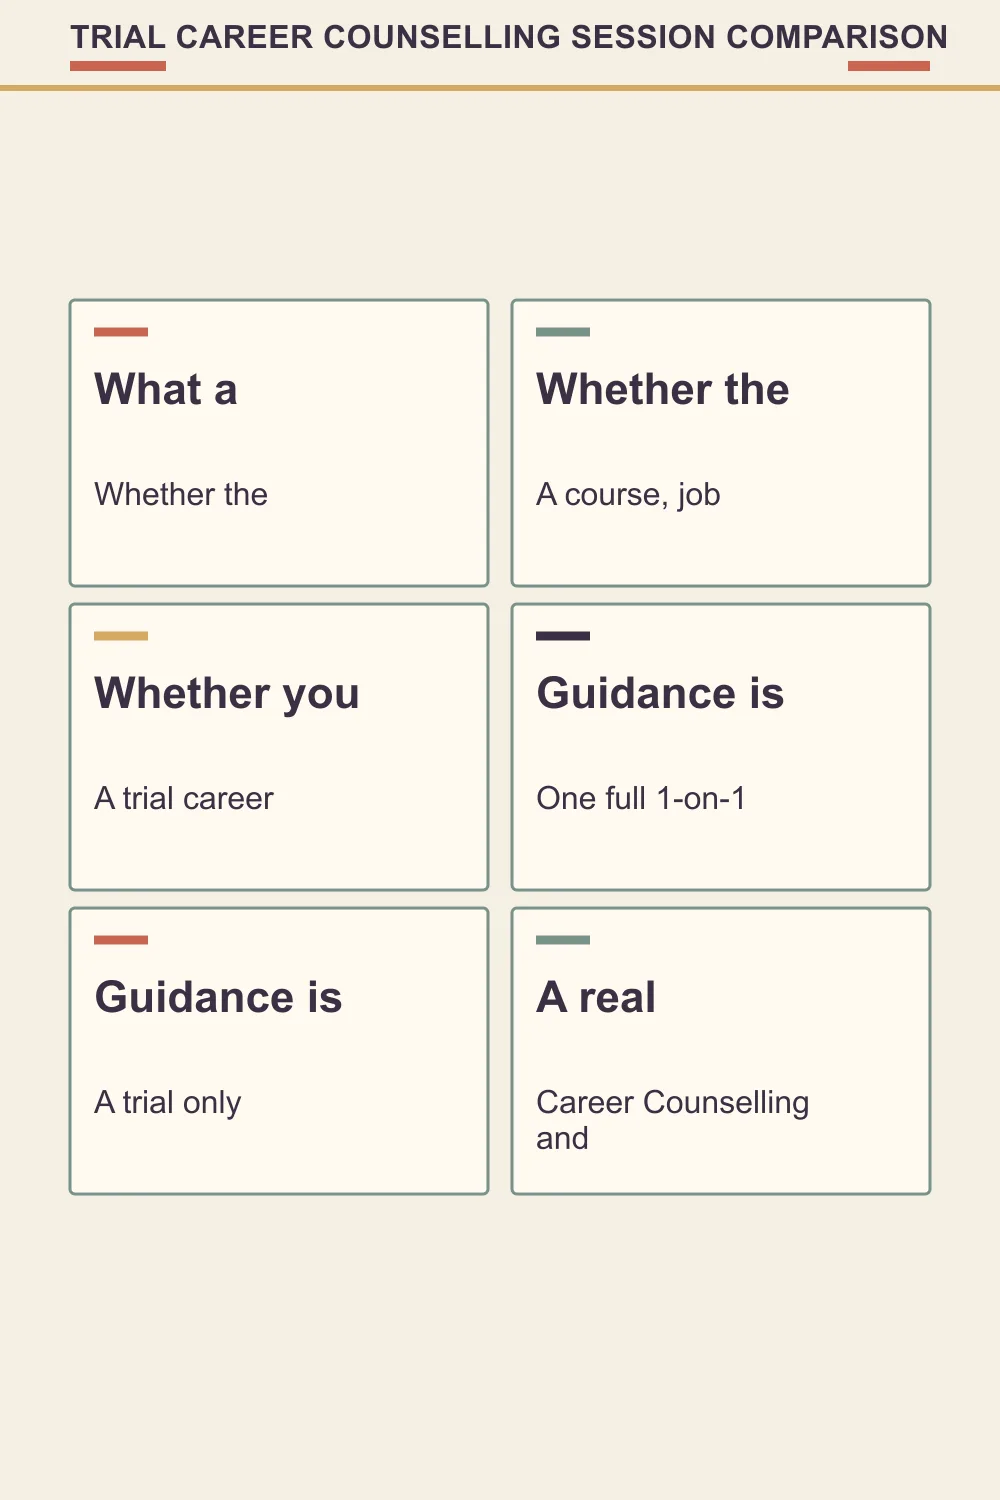 TRIAL CAREER COUNSELLING SESSION COMPARISON
What a
Whether the
Whether the
A course, job
Whether you
A trial career
Guidance is
One full 1-on-1
Guidance is
A trial only
A real
Career Counselling
and